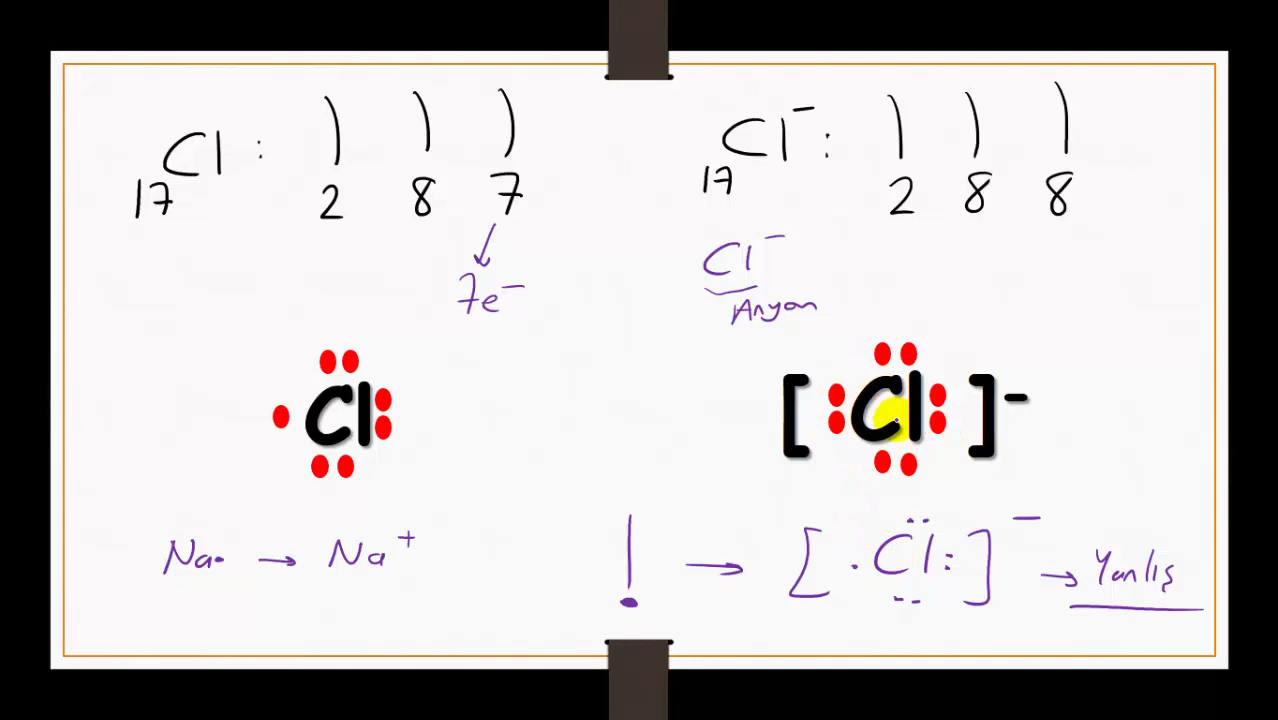 17Cl: ) ) )
2 8 7
7e⁻
Cl
Na• → Na⁺
17Cl⁻: ) ) )
2 8 8
Cl⁻
Anyon
[Cl]⁻
! → [Cl]⁻ → Yanlış